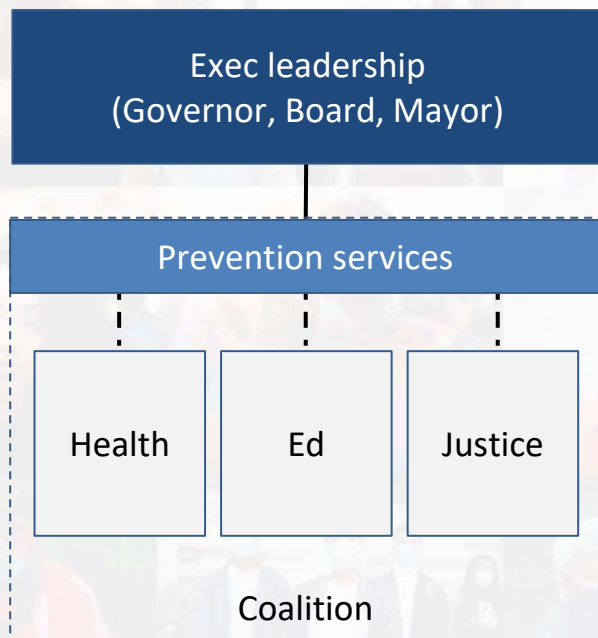 Exec leadership
(Governor, Board, Mayor)
Prevention services
Health
Ed
Justice
Coalition